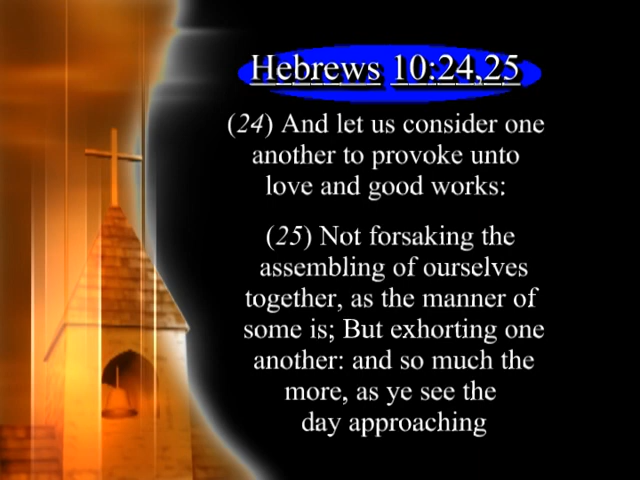 Hebrews 10:24,25
(24) And let us consider one
another to provoke unto
love and good works:
(25) Not forsaking the
assembling of ourselves
together, as the manner of
some is; But exhorting one
another: and so much the
more, as ye see the
day approaching